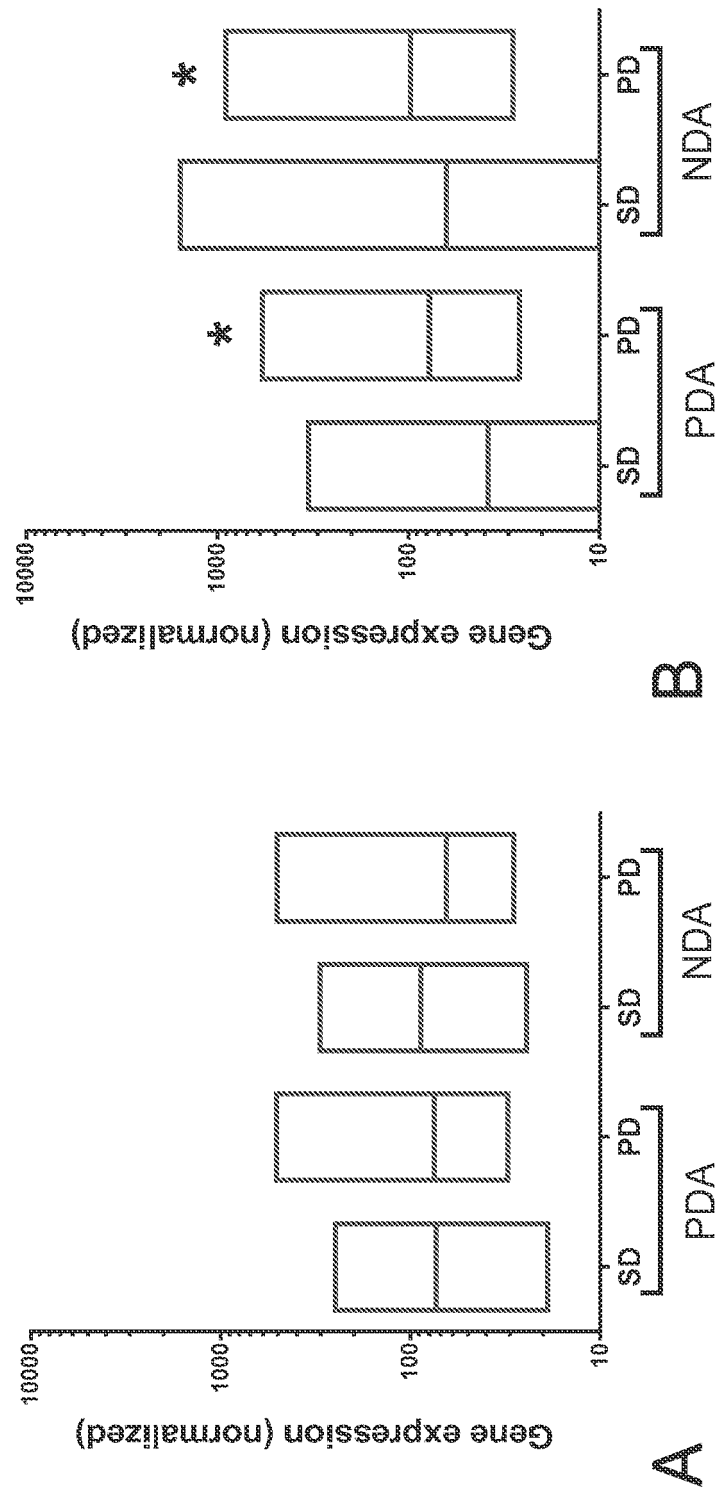 A
Gene expression (normalized)
10000
1000
100
10
SD PD SD PD
PDA NDA
B
Gene expression (normalized)
10000
1000
100
10
* *
SD PD SD PD
PDA NDA